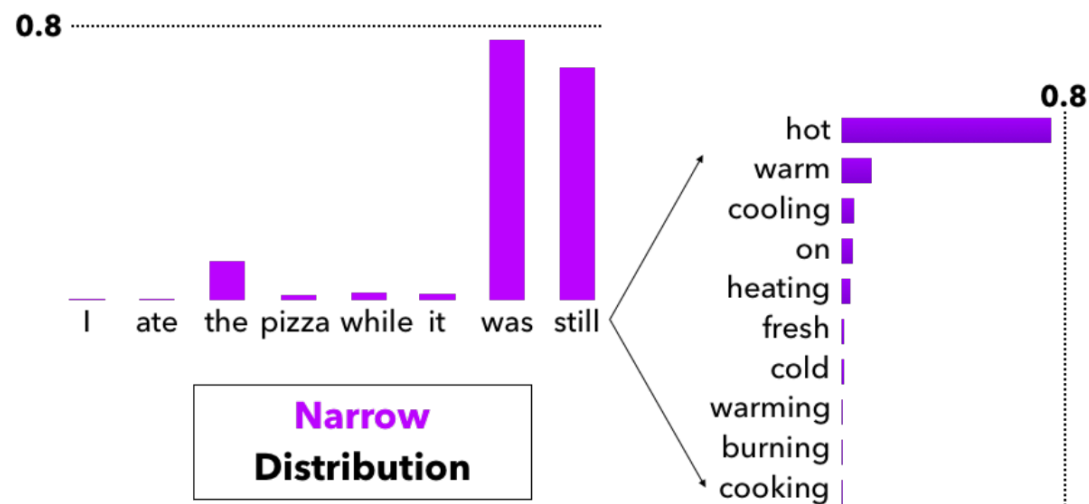 0.8
I ate the pizza while it was still
Narrow
Distribution
0.8
hot
warm
cooling
on
heating
fresh
cold
warming
burning
cooking